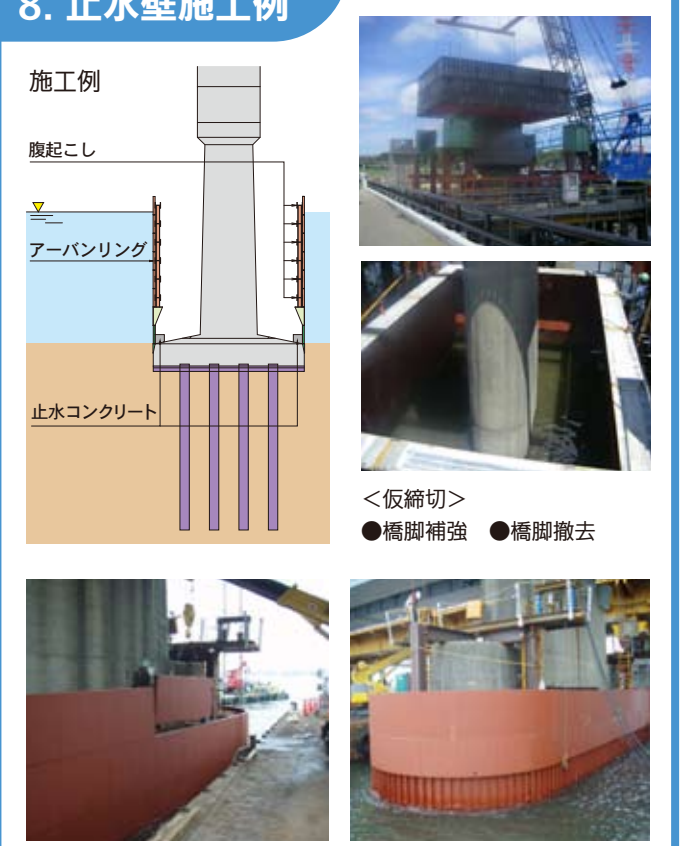 8. 止水壁施工例
施工例
腹起こし
アーバンリング
止水コンクリート
＜仮締切＞
●橋脚補強　●橋脚撤去